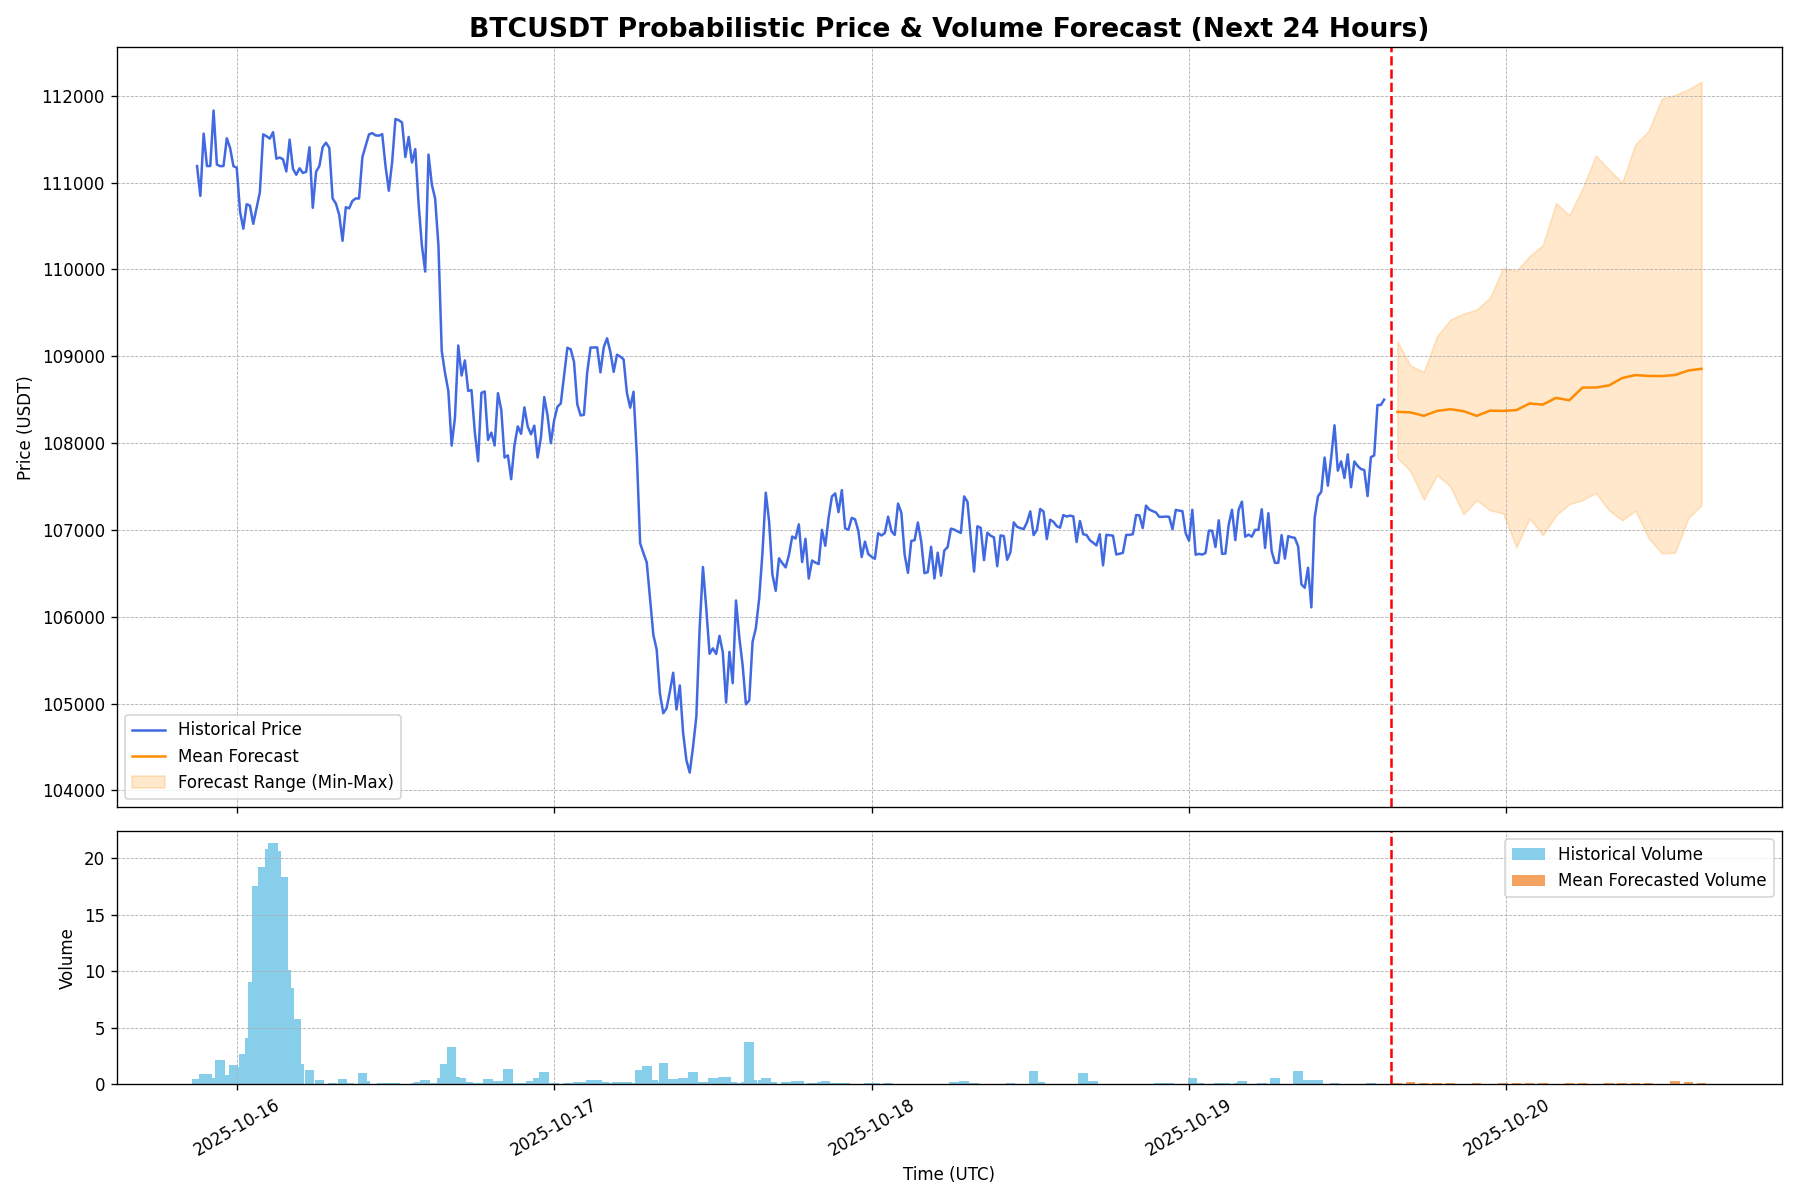 BTCUSDT Probabilistic Price & Volume Forecast (Next 24 Hours)
112000
111000
110000
109000
108000
107000
106000
105000
104000
Price (USDT)
Historical Price
Mean Forecast
Forecast Range (Min-Max)
20
15
10
5
0
Volume
Historical Volume
Mean Forecasted Volume
2025-10-16
2025-10-17
2025-10-18
2025-10-19
2025-10-20
Time (UTC)